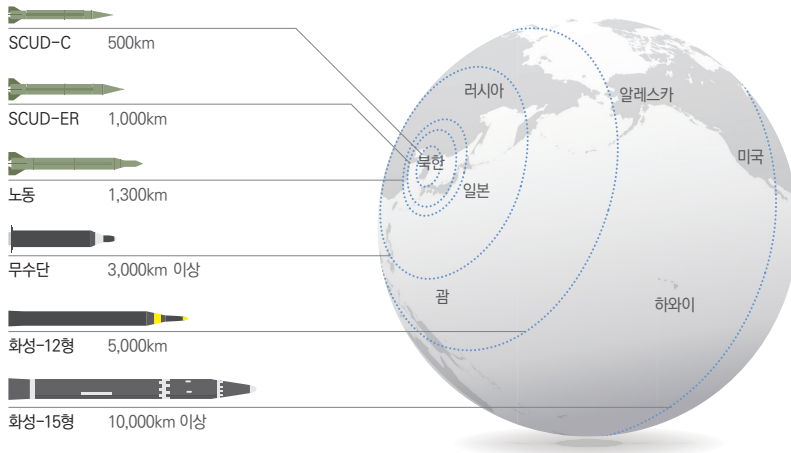 SCUD-C 500km
SCUD-ER 1,000km
노동 1,300km
무수단 3,000km 이상
화성-12형 5,000km
화성-15형 10,000km 이상
러시아
알레스카
북한
미국
일본
괌
하와이